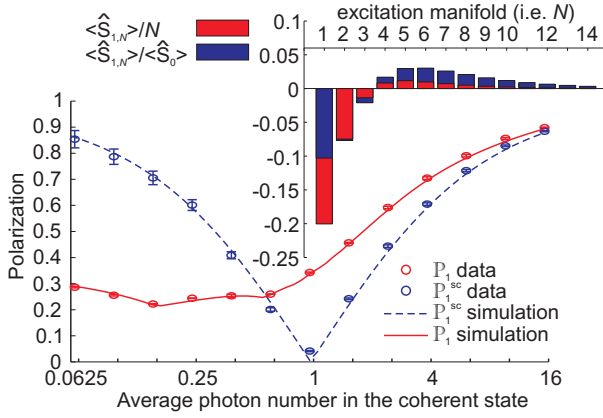 <Ŝ₁,N>/N
<Ŝ₁,N>/<Ŝ₀>
excitation manifold (i.e. N)
1 2 3 4 5 6 7 8 9 10 12 14
0.1
0.05
0
-0.05
-0.1
-0.15
-0.2
-0.25
Polarization
1
0.9
0.8
0.7
0.6
0.5
0.4
0.3
0.2
0.1
0
ℙ₁ data
ℙ₁ˢᶜ data
ℙ₁ˢᶜ simulation
ℙ₁ simulation
0.0625 0.25 1 4 16
Average photon number in the coherent state